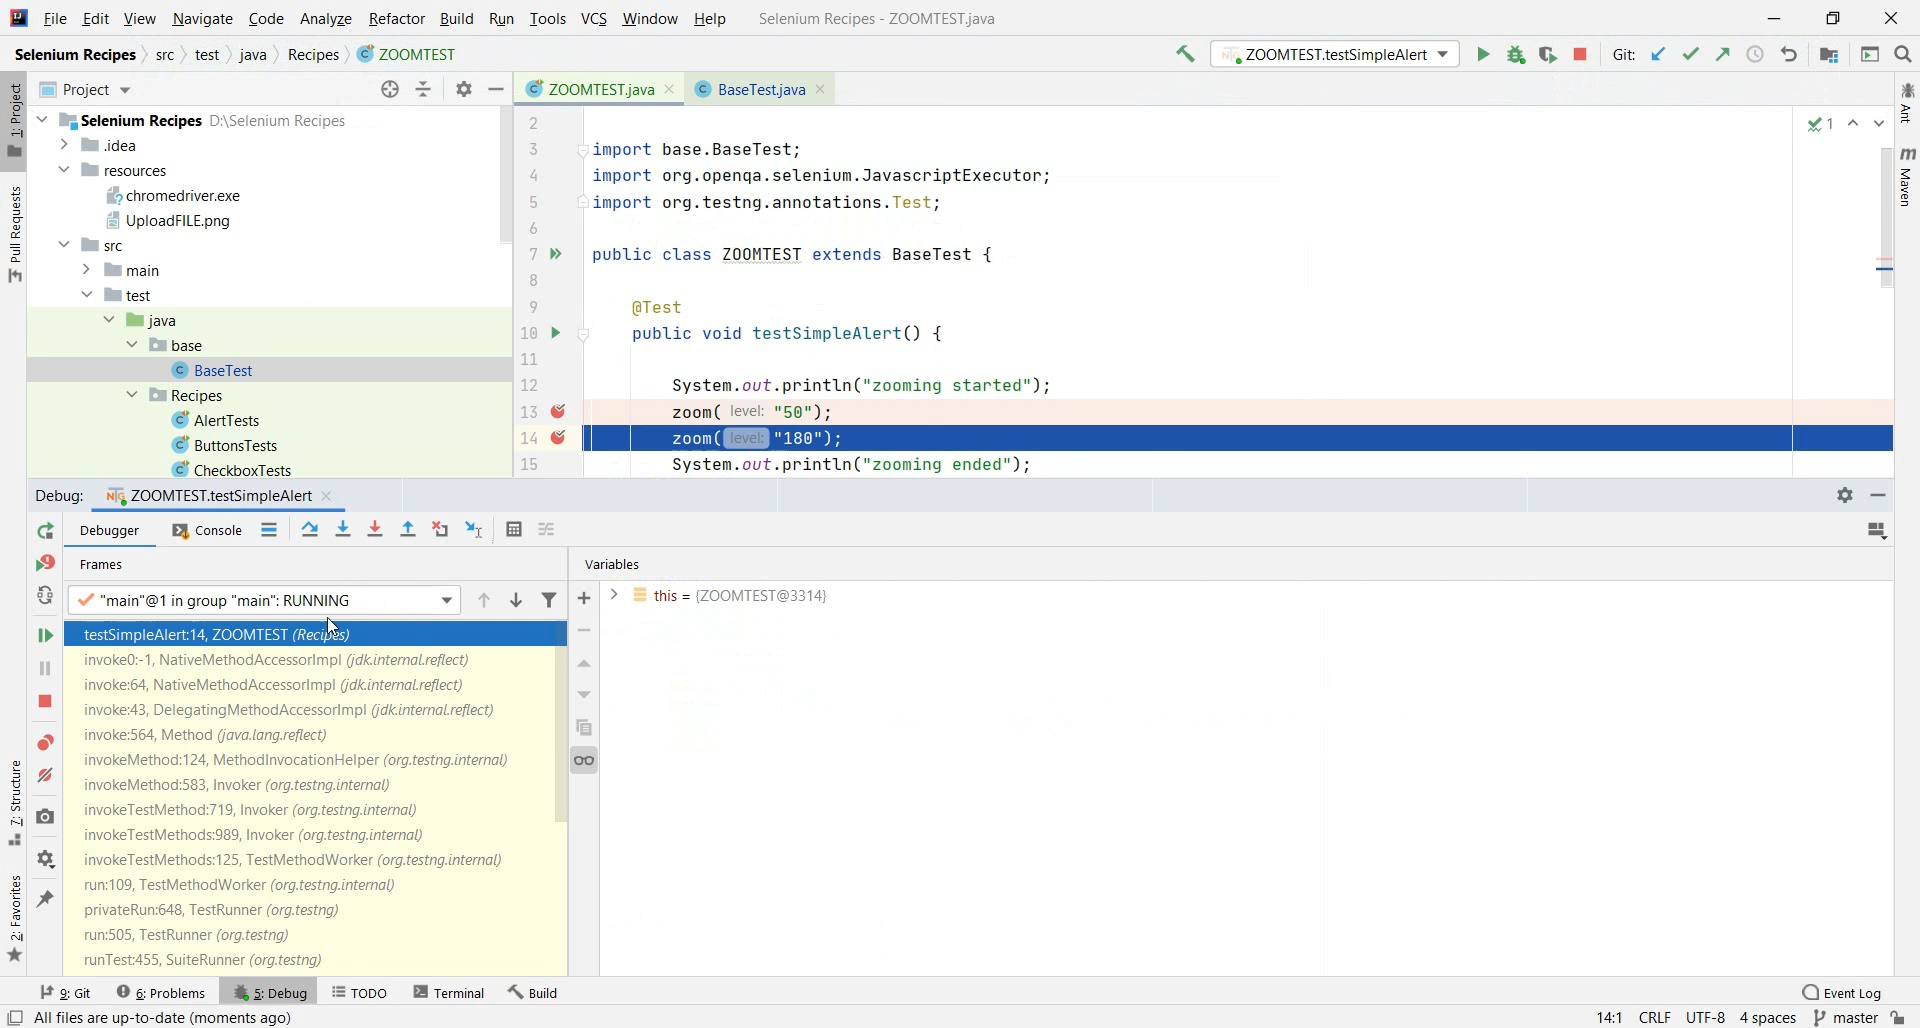 File Edit View Navigate Code Analyze Refactor Build Run Tools VCS Window Help Selenium Recipes - ZOOMTEST.java
Selenium Recipes src test java Recipes ZOOMTEST ZOOMTEST.testSimpleAlert Git:
Project ZOOMTEST.java BaseTest.java
1: Project
Pull Requests
7: Structure
2: Favorites
Selenium Recipes D:\Selenium Recipes
.idea
resources
chromedriver.exe
UploadFILE.png
src
main
test
java
base
BaseTest
Recipes
AlertTests
ButtonsTests
CheckboxTests
2
3 import base.BaseTest;
4 import org.openqa.selenium.JavascriptExecutor;
5 import org.testng.annotations.Test;
6
7 public class ZOOMTEST extends BaseTest {
8
9 @Test
10 public void testSimpleAlert() {
11
12 System.out.println("zooming started");
13 zoom( level: "50");
14 zoom( level: "180");
15 System.out.println("zooming ended");
1
Ant
Maven
Debug: ZOOMTEST.testSimpleAlert
Debugger Console
Frames Variables
"main"@1 in group "main": RUNNING
this = {ZOOMTEST@3314}
testSimpleAlert:14, ZOOMTEST (Recipes)
invoke0:-1, NativeMethodAccessorImpl (jdk.internal.reflect)
invoke:64, NativeMethodAccessorImpl (jdk.internal.reflect)
invoke:43, DelegatingMethodAccessorImpl (jdk.internal.reflect)
invoke:564, Method (java.lang.reflect)
invokeMethod:124, MethodInvocationHelper (org.testng.internal)
invokeMethod:583, Invoker (org.testng.internal)
invokeTestMethod:719, Invoker (org.testng.internal)
invokeTestMethods:989, Invoker (org.testng.internal)
invokeTestMethods:125, TestMethodWorker (org.testng.internal)
run:109, TestMethodWorker (org.testng.internal)
privateRun:648, TestRunner (org.testng)
run:505, TestRunner (org.testng)
runTest:455, SuiteRunner (org.testng)
9: Git 6: Problems 5: Debug TODO Terminal Build Event Log
All files are up-to-date (moments ago) 14:1 CRLF UTF-8 4 spaces master